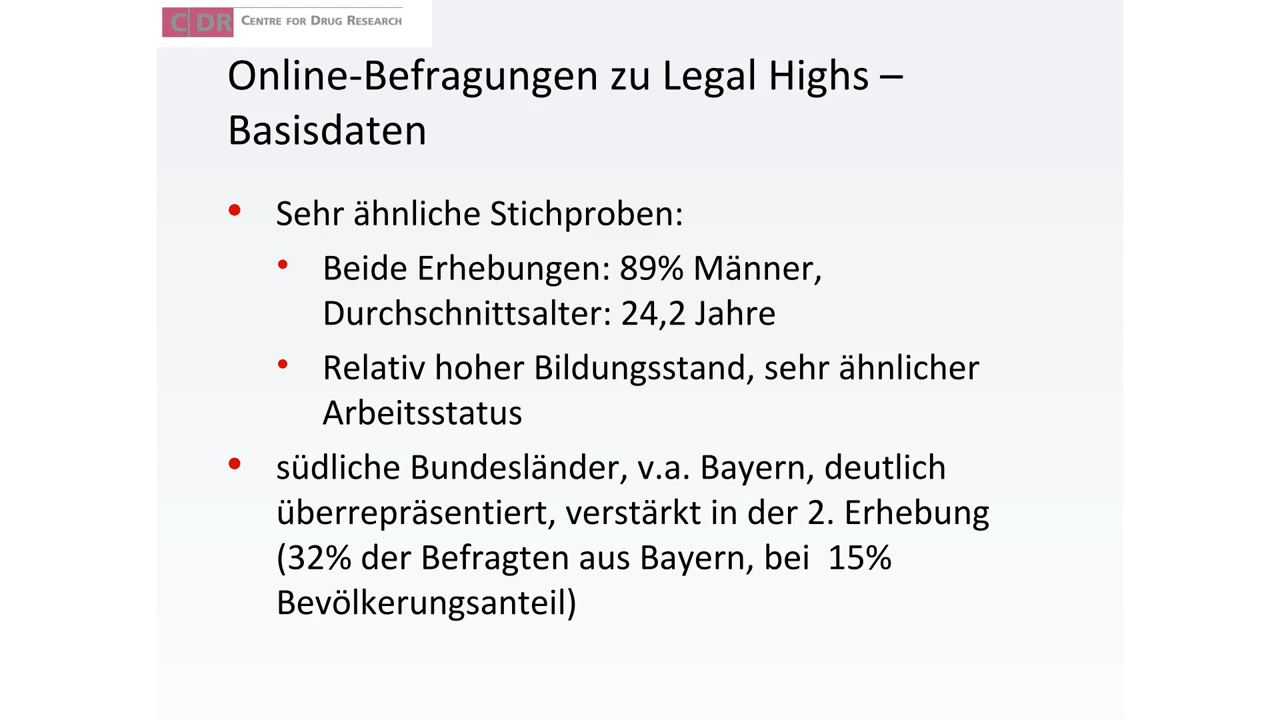 CDR CENTRE FOR DRUG RESEARCH
Online-Befragungen zu Legal Highs –
Basisdaten
• Sehr ähnliche Stichproben:
• Beide Erhebungen: 89% Männer,
Durchschnittsalter: 24,2 Jahre
• Relativ hoher Bildungsstand, sehr ähnlicher
Arbeitsstatus
• südliche Bundesländer, v.a. Bayern, deutlich
überrepräsentiert, verstärkt in der 2. Erhebung
(32% der Befragten aus Bayern, bei  15%
Bevölkerungsanteil)